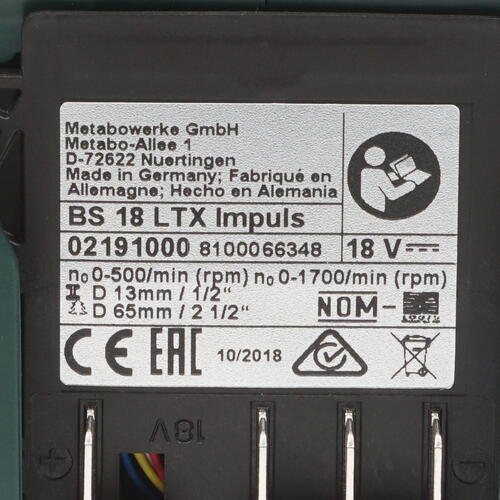 Metabowerke GmbH
Metabo-Allee 1
D-72622 Nuertingen
Made in Germany; Fabriqué en
Allemagne; Hecho en Alemania
BS 18 LTX Impuls
02191000 8100066348 18 V
n₀ 0-500/min (rpm) n₀ 0-1700/min (rpm)
D 13mm / 1/2“
D 65mm / 2 1/2“
NOM-
CE EAC 10/2018
18V
+